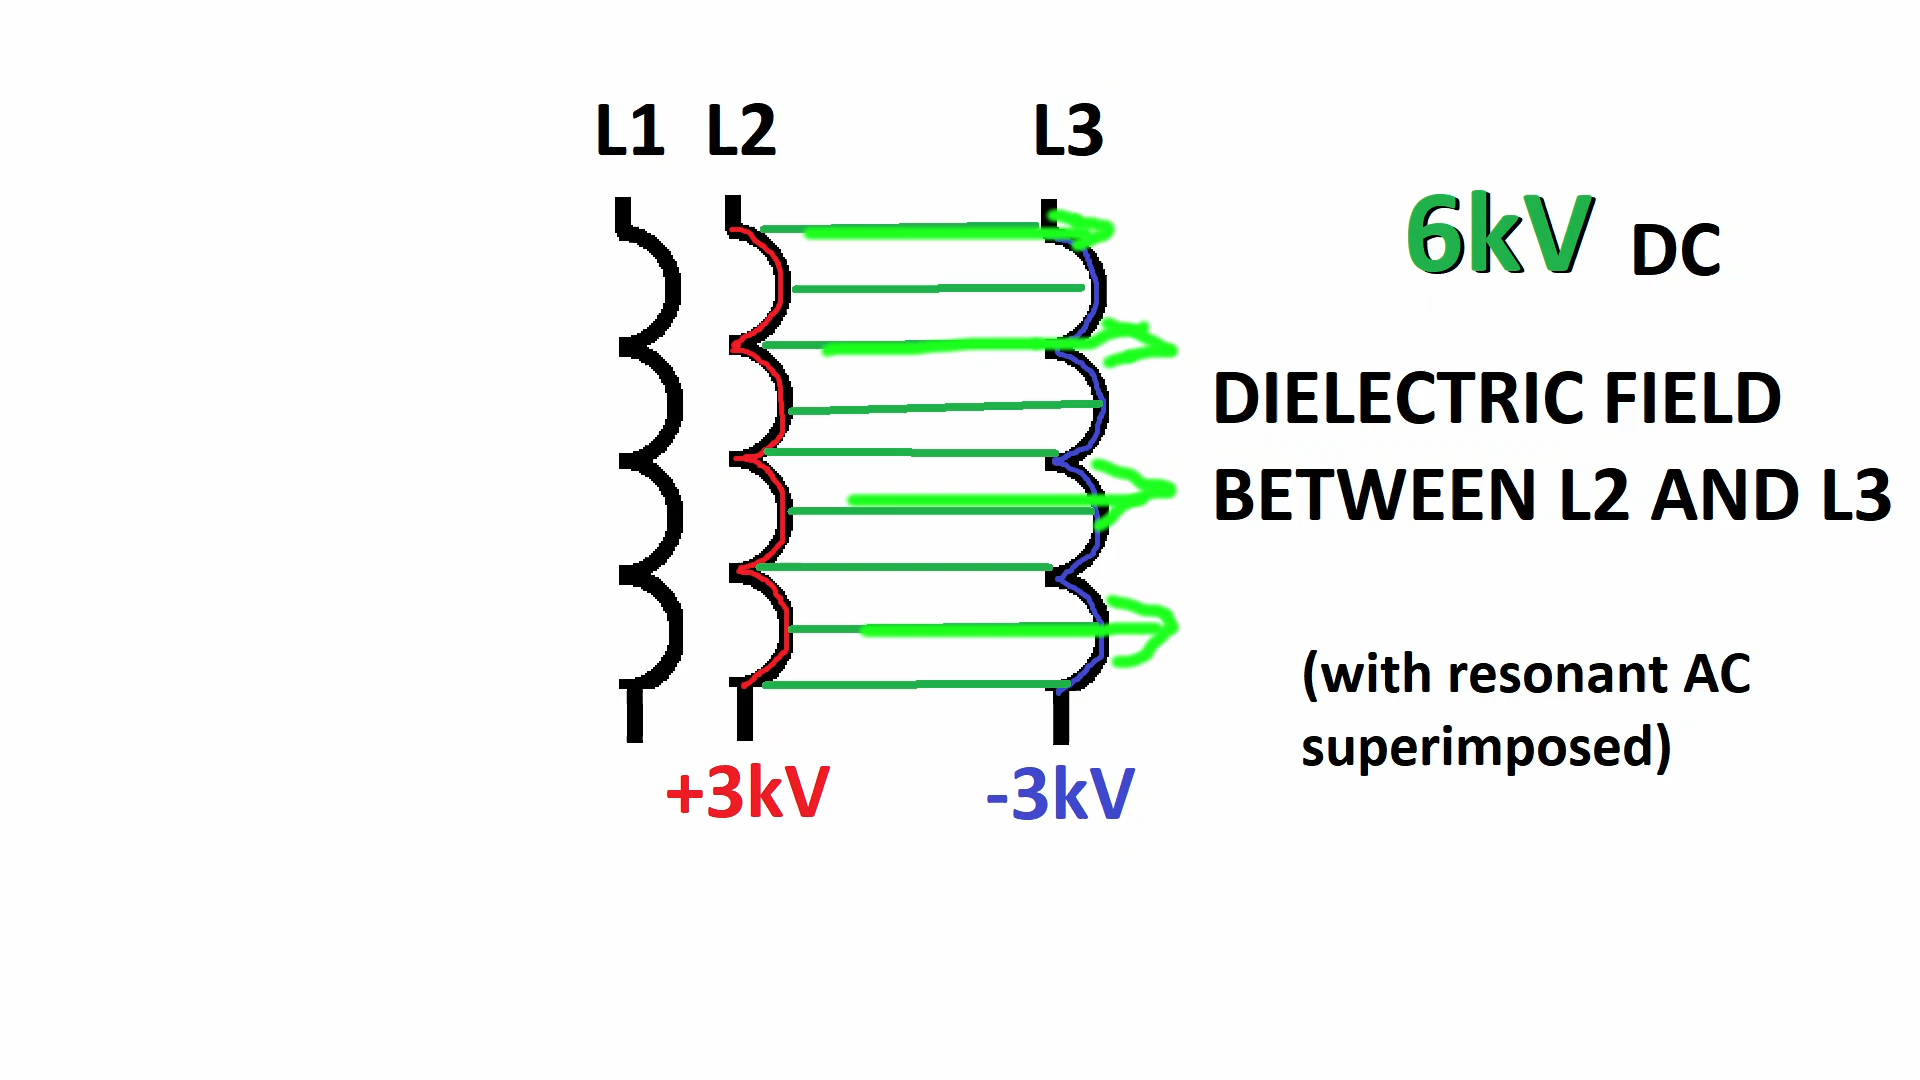 L1 L2 L3
6kV DC
DIELECTRIC FIELD
BETWEEN L2 AND L3
(with resonant AC
superimposed)
+3kV -3kV